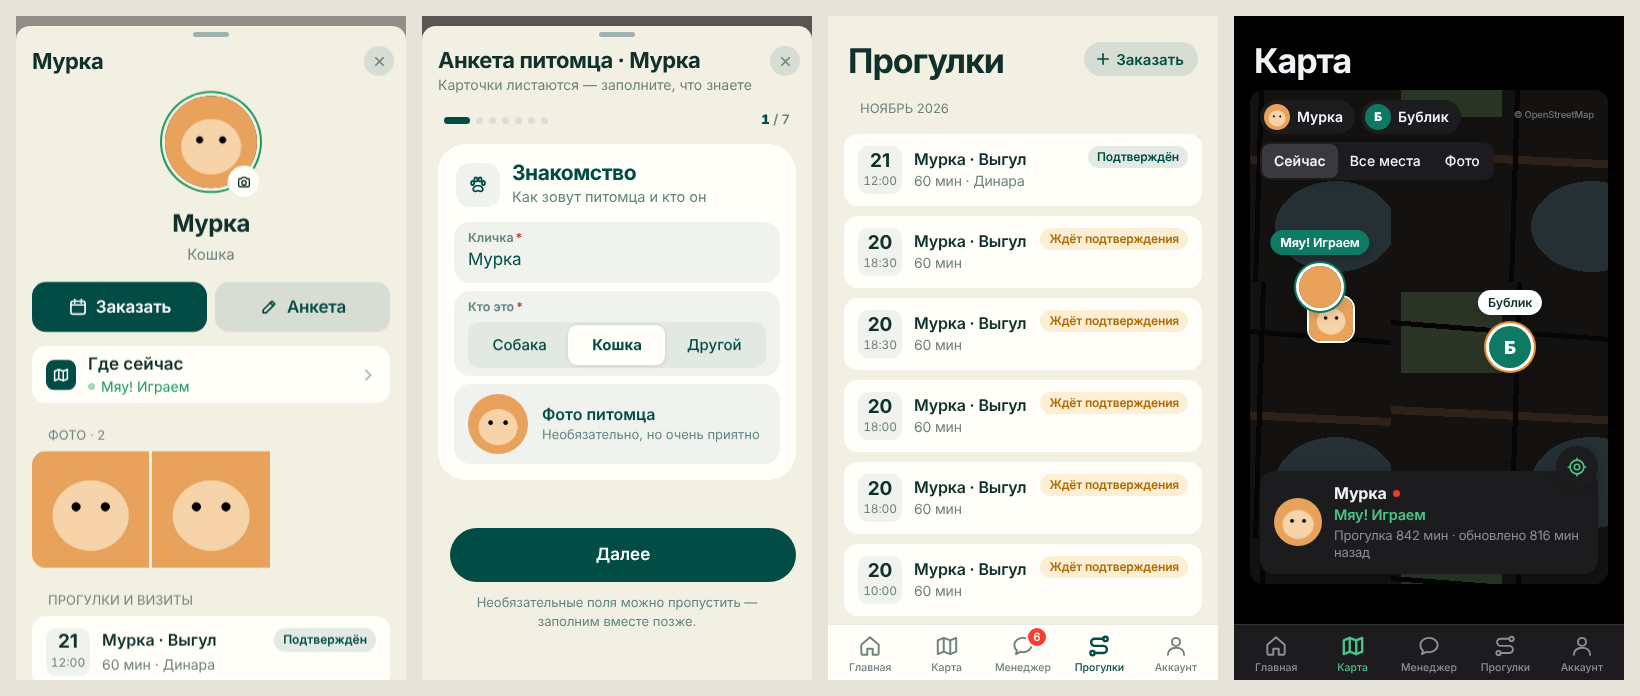 Мурка
Мурка
Кошка
Заказать
Анкета
Где сейчас
Мяу! Играем
ФОТО · 2
ПРОГУЛКИ И ВИЗИТЫ
21
12:00
Мурка · Выгул
60 мин · Динара
Подтверждён
Анкета питомца · Мурка
Карточки листаются — заполните, что знаете
1 / 7
Знакомство
Как зовут питомца и кто он
Кличка *
Мурка
Кто это *
Собака Кошка Другой
Фото питомца
Необязательно, но очень приятно
Далее
Необязательные поля можно пропустить —
заполним вместе позже.
Прогулки
+ Заказать
НОЯБРЬ 2026
21
12:00
Мурка · Выгул
60 мин · Динара
Подтверждён
20
18:30
Мурка · Выгул
60 мин
Ждёт подтверждения
20
18:30
Мурка · Выгул
60 мин
Ждёт подтверждения
20
18:00
Мурка · Выгул
60 мин
Ждёт подтверждения
20
18:00
Мурка · Выгул
60 мин
Ждёт подтверждения
20
10:00
Мурка · Выгул
60 мин
Ждёт подтверждения
6
Главная Карта Менеджер Прогулки Аккаунт
Карта
Мурка
Б Бублик
© OpenStreetMap
Сейчас Все места Фото
Мяу! Играем
Бублик
Б
Мурка
Мяу! Играем
Прогулка 842 мин · обновлено 816 мин
назад
Главная Карта Менеджер Прогулки Аккаунт